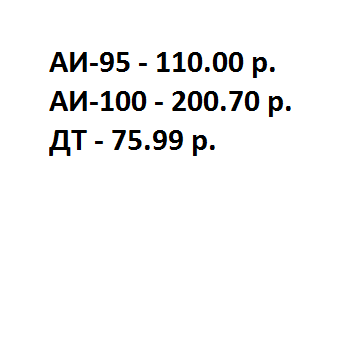 АИ-95 - 110.00 р.
АИ-100 - 200.70 р.
ДТ - 75.99 р.